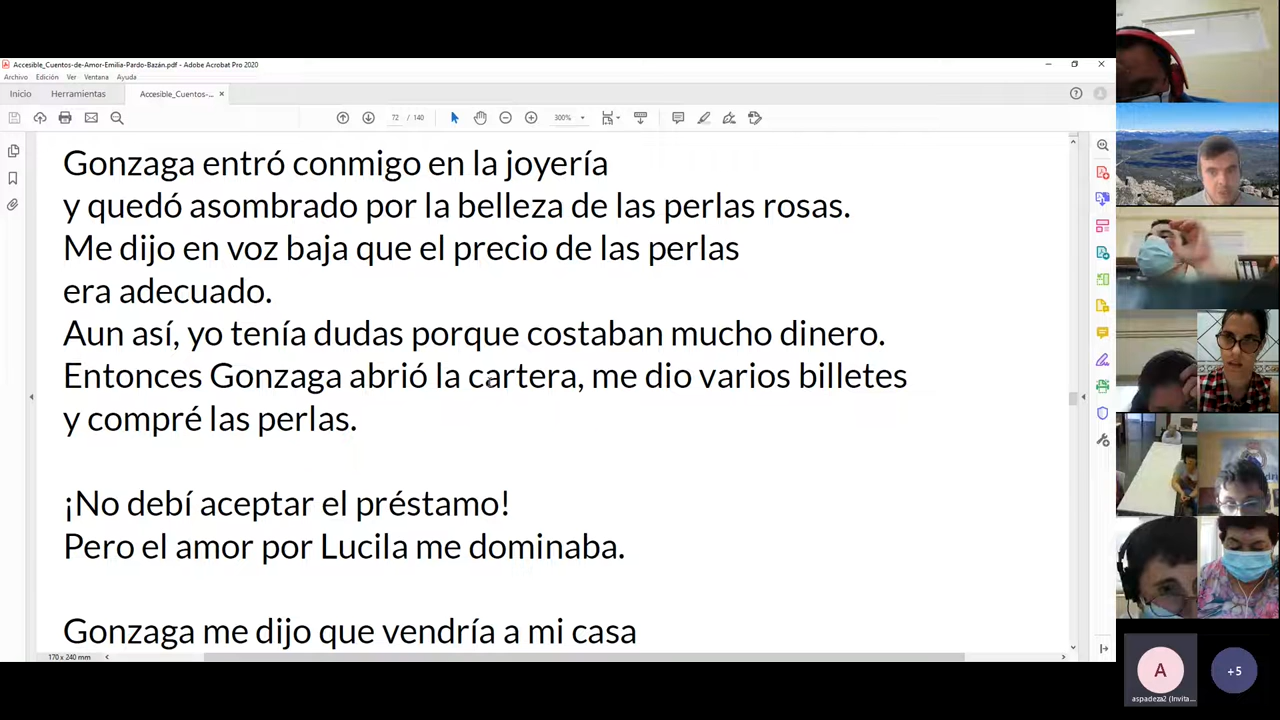 Accesible_Cuentos-de-Amor-Emilia-Pardo-Bazán.pdf - Adobe Acrobat Pro 2020
Archivo Edición Ver Ventana Ayuda
Inicio Herramientas Accesible_Cuentos-...
72 / 140 300%
Gonzaga entró conmigo en la joyería
y quedó asombrado por la belleza de las perlas rosas.
Me dijo en voz baja que el precio de las perlas
era adecuado.
Aun así, yo tenía dudas porque costaban mucho dinero.
Entonces Gonzaga abrió la cartera, me dio varios billetes
y compré las perlas.
¡No debí aceptar el préstamo!
Pero el amor por Lucila me dominaba.
Gonzaga me dijo que vendría a mi casa
170 x 240 mm
A
+5
aspadeza2 (Invita...